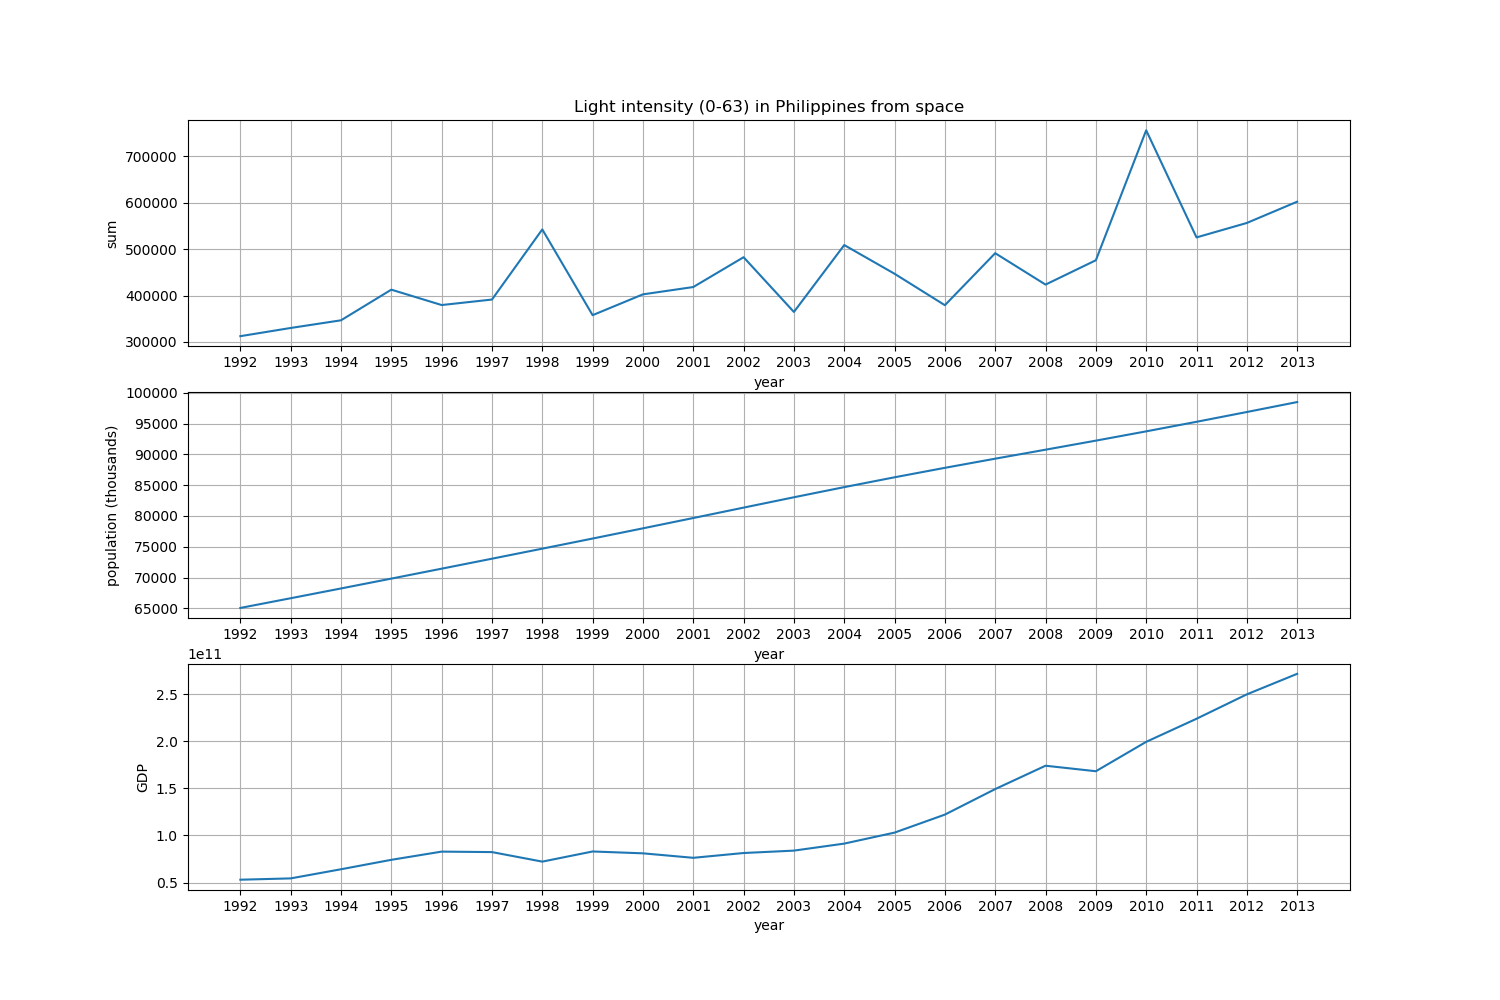 Light intensity (0-63) in Philippines from space
700000
600000
500000
400000
300000
sum
1992 1993 1994 1995 1996 1997 1998 1999 2000 2001 2002 2003 2004 2005 2006 2007 2008 2009 2010 2011 2012 2013
year
100000
95000
90000
85000
80000
75000
70000
65000
population (thousands)
1992 1993 1994 1995 1996 1997 1998 1999 2000 2001 2002 2003 2004 2005 2006 2007 2008 2009 2010 2011 2012 2013
year
1e11
2.5
2.0
1.5
1.0
0.5
GDP
1992 1993 1994 1995 1996 1997 1998 1999 2000 2001 2002 2003 2004 2005 2006 2007 2008 2009 2010 2011 2012 2013
year